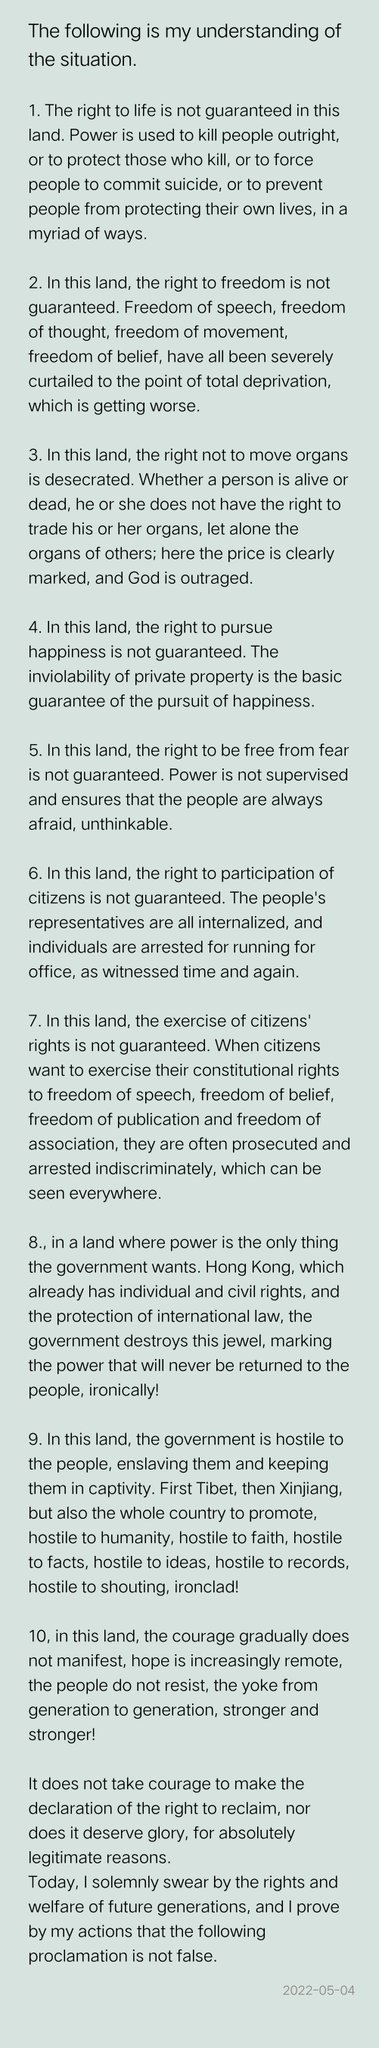 The following is my understanding of
the situation.
1. The right to life is not guaranteed in this
land. Power is used to kill people outright,
or to protect those who kill, or to force
people to commit suicide, or to prevent
people from protecting their own lives, in a
myriad of ways.
2. In this land, the right to freedom is not
guaranteed. Freedom of speech, freedom
of thought, freedom of movement,
freedom of belief, have all been severely
curtailed to the point of total deprivation,
which is getting worse.
3. In this land, the right not to move organs
is desecrated. Whether a person is alive or
dead, he or she does not have the right to
trade his or her organs, let alone the
organs of others; here the price is clearly
marked, and God is outraged.
4. In this land, the right to pursue
happiness is not guaranteed. The
inviolability of private property is the basic
guarantee of the pursuit of happiness.
5. In this land, the right to be free from fear
is not guaranteed. Power is not supervised
and ensures that the people are always
afraid, unthinkable.
6. In this land, the right to participation of
citizens is not guaranteed. The people's
representatives are all internalized, and
individuals are arrested for running for
office, as witnessed time and again.
7. In this land, the exercise of citizens'
rights is not guaranteed. When citizens
want to exercise their constitutional rights
to freedom of speech, freedom of belief,
freedom of publication and freedom of
association, they are often prosecuted and
arrested indiscriminately, which can be
seen everywhere.
8., in a land where power is the only thing
the government wants. Hong Kong, which
already has individual and civil rights, and
the protection of international law, the
government destroys this jewel, marking
the power that will never be returned to the
people, ironically!
9. In this land, the government is hostile to
the people, enslaving them and keeping
them in captivity. First Tibet, then Xinjiang,
but also the whole country to promote,
hostile to humanity, hostile to faith, hostile
to facts, hostile to ideas, hostile to records,
hostile to shouting, ironclad!
10, in this land, the courage gradually does
not manifest, hope is increasingly remote,
the people do not resist, the yoke from
generation to generation, stronger and
stronger!
It does not take courage to make the
declaration of the right to reclaim, nor
does it deserve glory, for absolutely
legitimate reasons.
Today, I solemnly swear by the rights and
welfare of future generations, and I prove
by my actions that the following
proclamation is not false.
2022-05-04